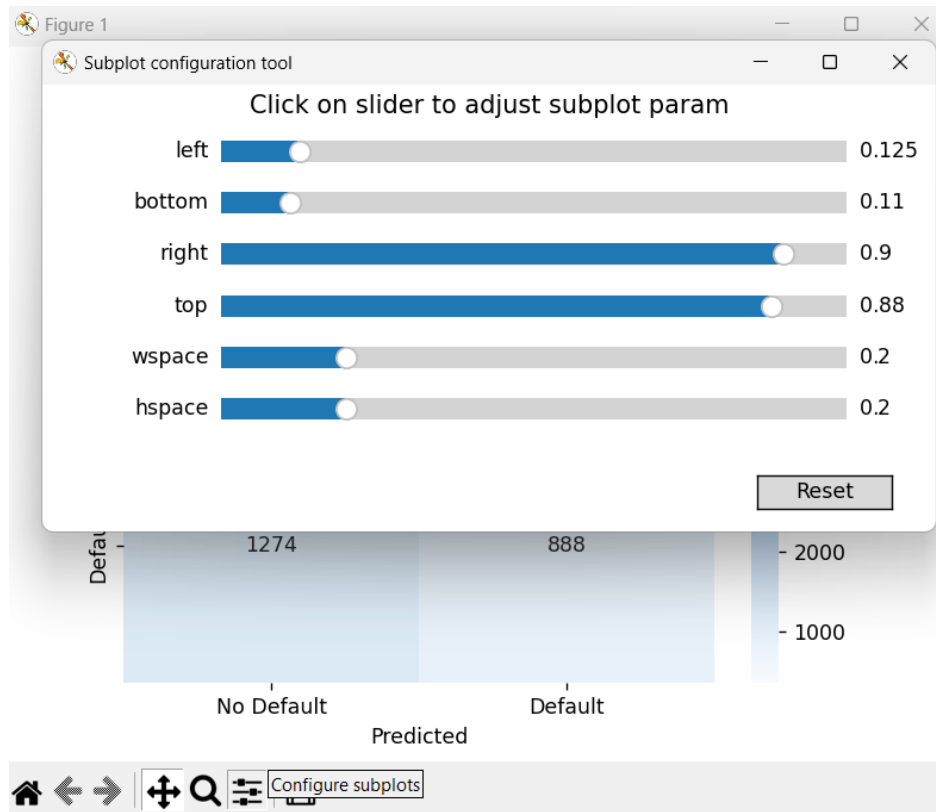 Figure 1
Subplot configuration tool
Click on slider to adjust subplot param
left 0.125
bottom 0.11
right 0.9
top 0.88
wspace 0.2
hspace 0.2
Reset
Defau
1274 888 2000
1000
No Default Default
Predicted
Configure subplots